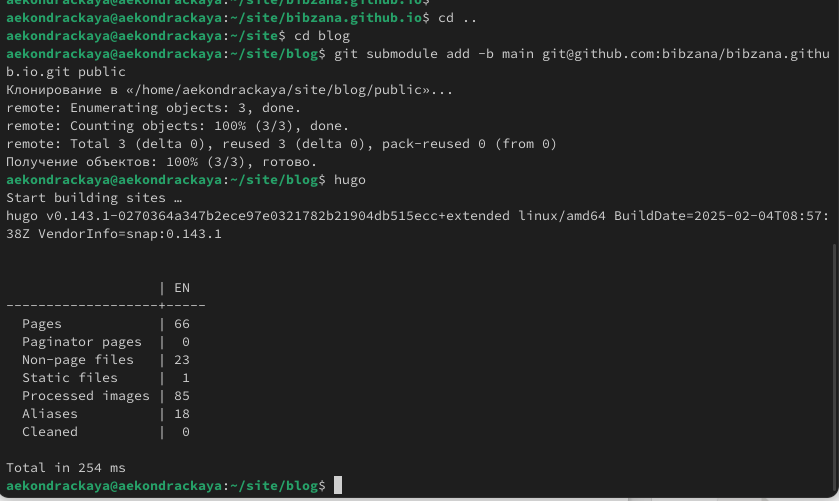 aekondrackaya@aekondrackaya:~/site/bibzana.github.io$
aekondrackaya@aekondrackaya:~/site/bibzana.github.io$ cd ..
aekondrackaya@aekondrackaya:~/site$ cd blog
aekondrackaya@aekondrackaya:~/site/blog$ git submodule add -b main git@github.com:bibzana/bibzana.githu
b.io.git public
Клонирование в «/home/aekondrackaya/site/blog/public»...
remote: Enumerating objects: 3, done.
remote: Counting objects: 100% (3/3), done.
remote: Total 3 (delta 0), reused 3 (delta 0), pack-reused 0 (from 0)
Получение объектов: 100% (3/3), готово.
aekondrackaya@aekondrackaya:~/site/blog$ hugo
Start building sites …
hugo v0.143.1-0270364a347b2ece97e0321782b21904db515ecc+extended linux/amd64 BuildDate=2025-02-04T08:57:
38Z VendorInfo=snap:0.143.1
                   | EN
-------------------+-----
  Pages            | 66
  Paginator pages  |  0
  Non-page files   | 23
  Static files     |  1
  Processed images | 85
  Aliases          | 18
  Cleaned          |  0
Total in 254 ms
aekondrackaya@aekondrackaya:~/site/blog$